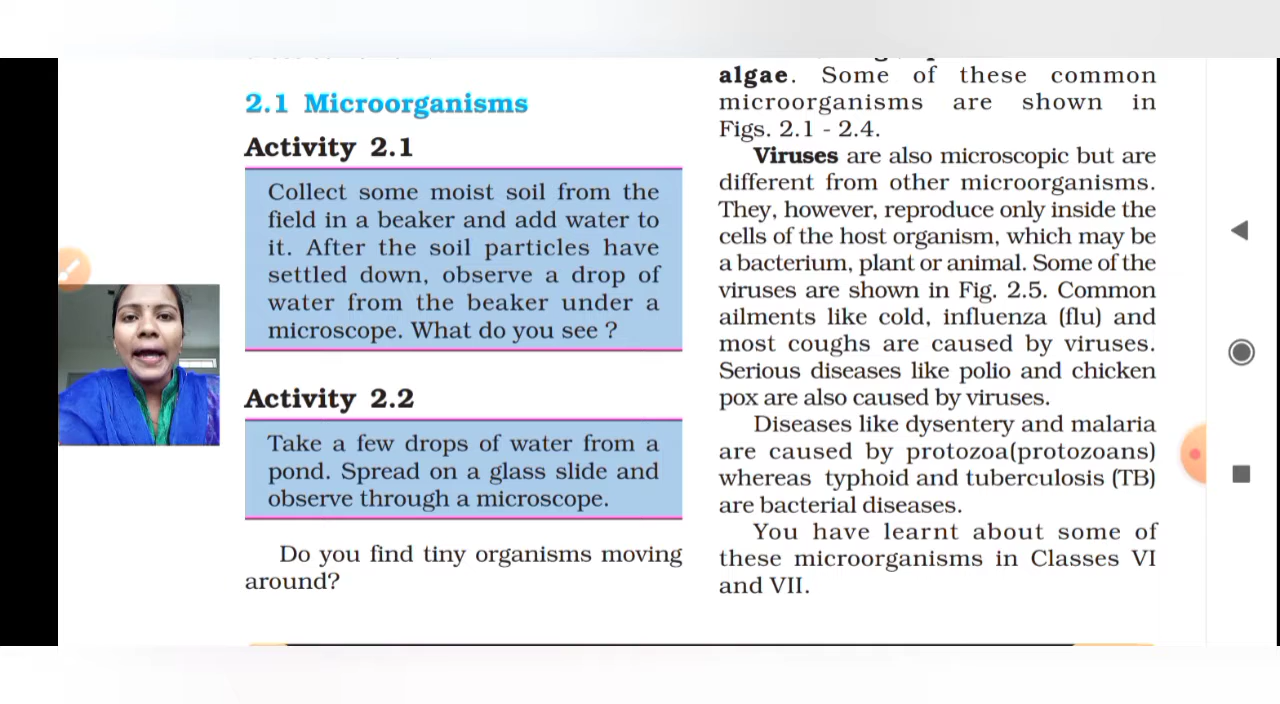 2.1 Microorganisms
Activity 2.1
Collect some moist soil from the
field in a beaker and add water to
it. After the soil particles have
settled down, observe a drop of
water from the beaker under a
microscope. What do you see ?
Activity 2.2
Take a few drops of water from a
pond. Spread on a glass slide and
observe through a microscope.
Do you find tiny organisms moving
around?
algae. Some of these common
microorganisms are shown in
Figs. 2.1 - 2.4.
Viruses are also microscopic but are
different from other microorganisms.
They, however, reproduce only inside the
cells of the host organism, which may be
a bacterium, plant or animal. Some of the
viruses are shown in Fig. 2.5. Common
ailments like cold, influenza (flu) and
most coughs are caused by viruses.
Serious diseases like polio and chicken
pox are also caused by viruses.
Diseases like dysentery and malaria
are caused by protozoa(protozoans)
whereas typhoid and tuberculosis (TB)
are bacterial diseases.
You have learnt about some of
these microorganisms in Classes VI
and VII.